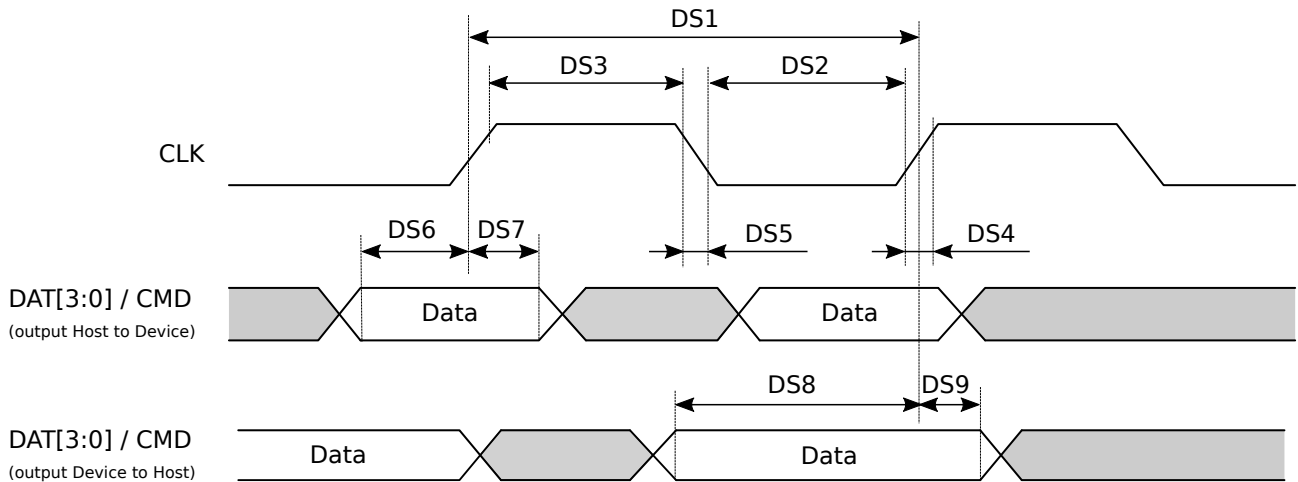 DS1
DS3
DS2
CLK
DS6
DS7
DS5
DS4
DAT[3:0] / CMD
(output Host to Device)
Data
Data
DS8
DS9
DAT[3:0] / CMD
(output Device to Host)
Data
Data